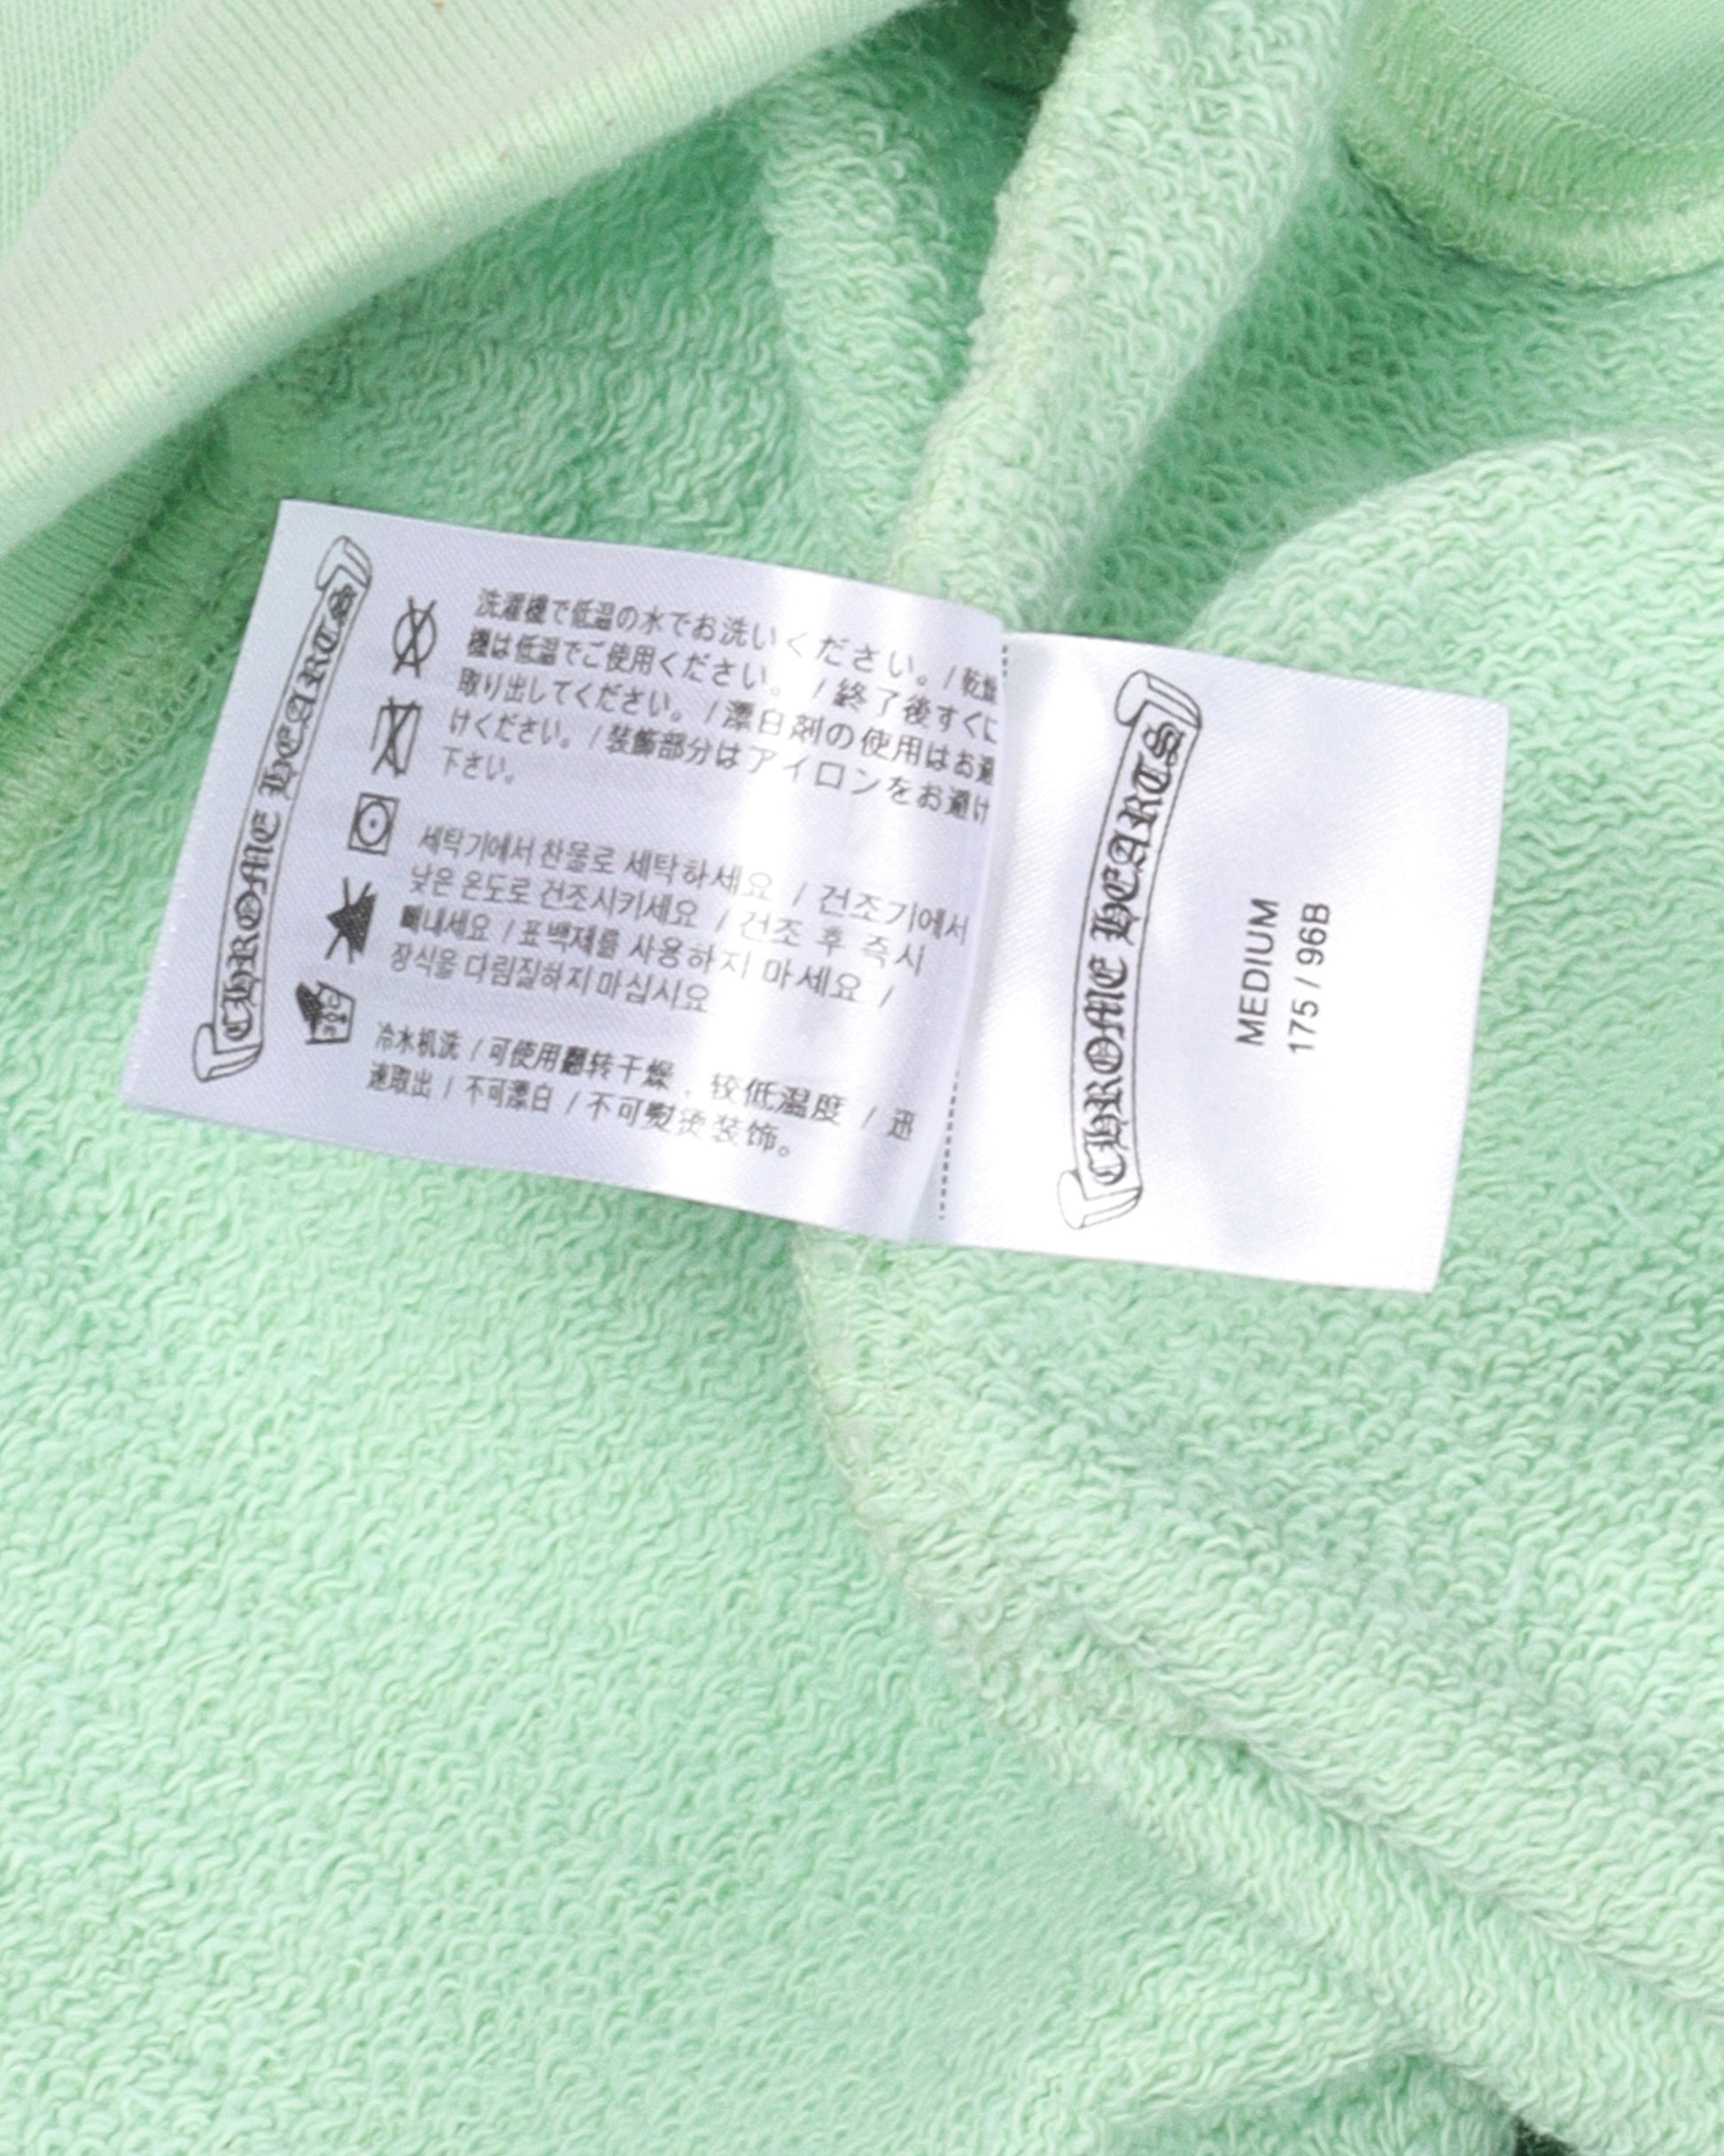 CHROME HEARTS
洗濯機で低温の水でお洗いください。/ 乾燥
機は低温でご使用ください。 / 終了後すぐに
取り出してください。/ 漂白剤の使用はお避
けください。/ 装飾部分はアイロンをお避け
下さい。
세탁기에서 찬물로 세탁하세요 / 건조기에서
낮은 온도로 건조시키세요 / 건조 후 즉시
빼내세요 / 표백제를 사용하지 마세요 /
장식을 다림질하지 마십시요
冷水机洗 / 可使用翻转干燥 , 较低温度 / 迅
速取出 / 不可漂白 / 不可熨烫装饰。
CHROME HEARTS
MEDIUM
175 / 96B